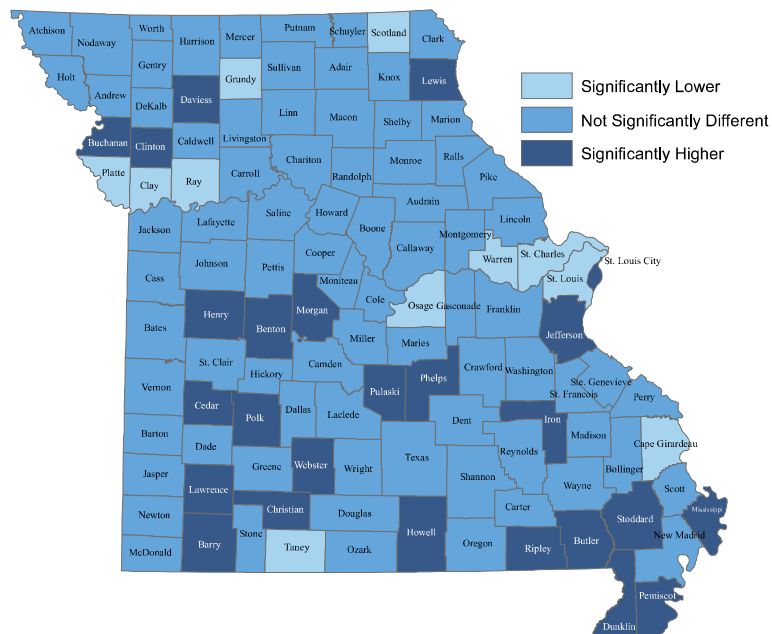 Atchison
Nodaway
Worth
Harrison
Mercer
Putnam
Schuyler
Scotland
Clark
Holt
Gentry
Grundy
Sullivan
Adair
Knox
Lewis
Andrew
DeKalb
Daviess
Linn
Macon
Shelby
Marion
Buchanan
Clinton
Caldwell
Livingston
Chariton
Randolph
Monroe
Ralls
Pike
Platte
Clay
Ray
Carroll
Audrain
Lincoln
Jackson
Lafayette
Saline
Howard
Boone
Callaway
Montgomery
Warren
St. Charles
St. Louis City
St. Louis
Cass
Johnson
Pettis
Cooper
Moniteau
Cole
Osage
Gasconade
Franklin
Jefferson
Bates
Henry
Benton
Morgan
Miller
Maries
Vernon
St. Clair
Hickory
Camden
Pulaski
Phelps
Crawford
Washington
St. Francois
Ste. Genevieve
Perry
Cedar
Polk
Dallas
Laclede
Dent
Iron
Madison
Cape Girardeau
Barton
Dade
Greene
Webster
Wright
Texas
Reynolds
Bollinger
Jasper
Lawrence
Christian
Douglas
Shannon
Wayne
Scott
Mississippi
Newton
Howell
Carter
Stoddard
New Madrid
McDonald
Barry
Stone
Taney
Ozark
Oregon
Ripley
Butler
Dunklin
Pemiscot
Significantly Lower
Not Significantly Different
Significantly Higher